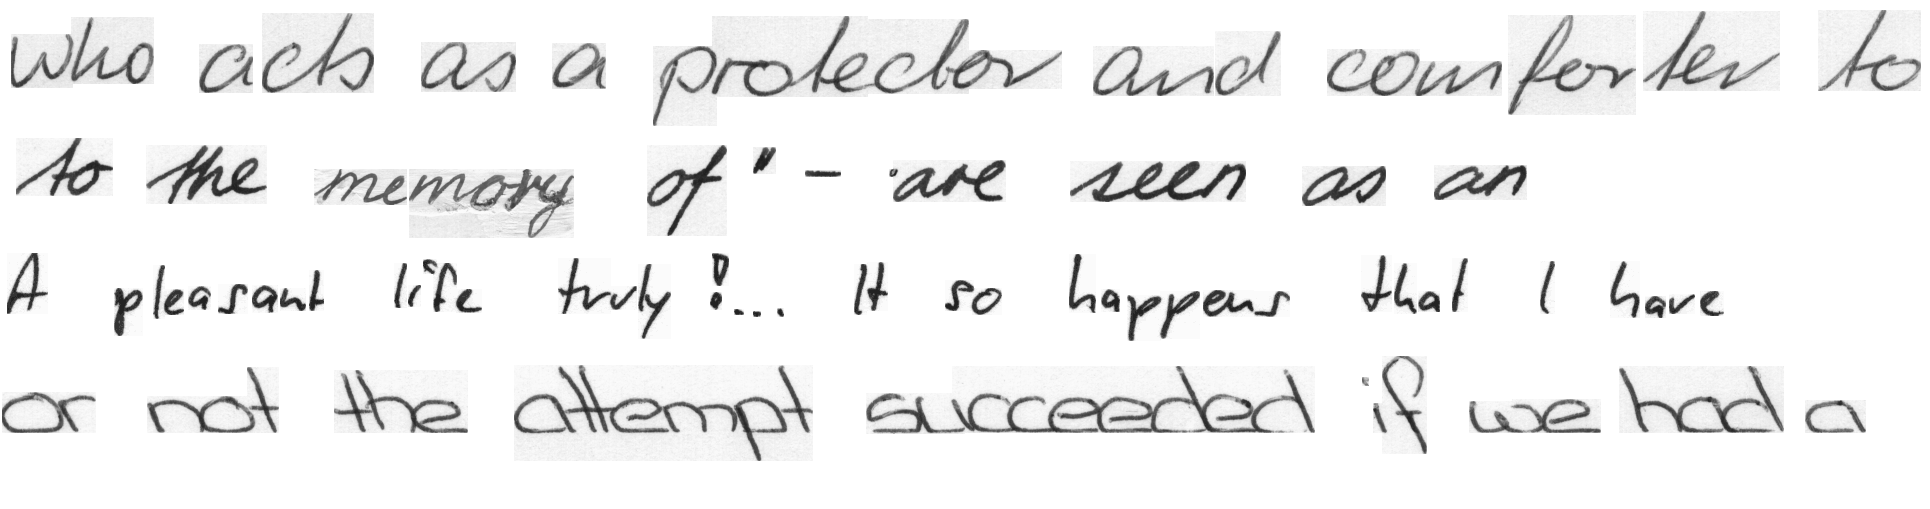 who acts as a protector and comforter to
to the memory of" - are seen as an
A pleasant life truly!... It so happens that I have
or not the attempt succeeded if we had a